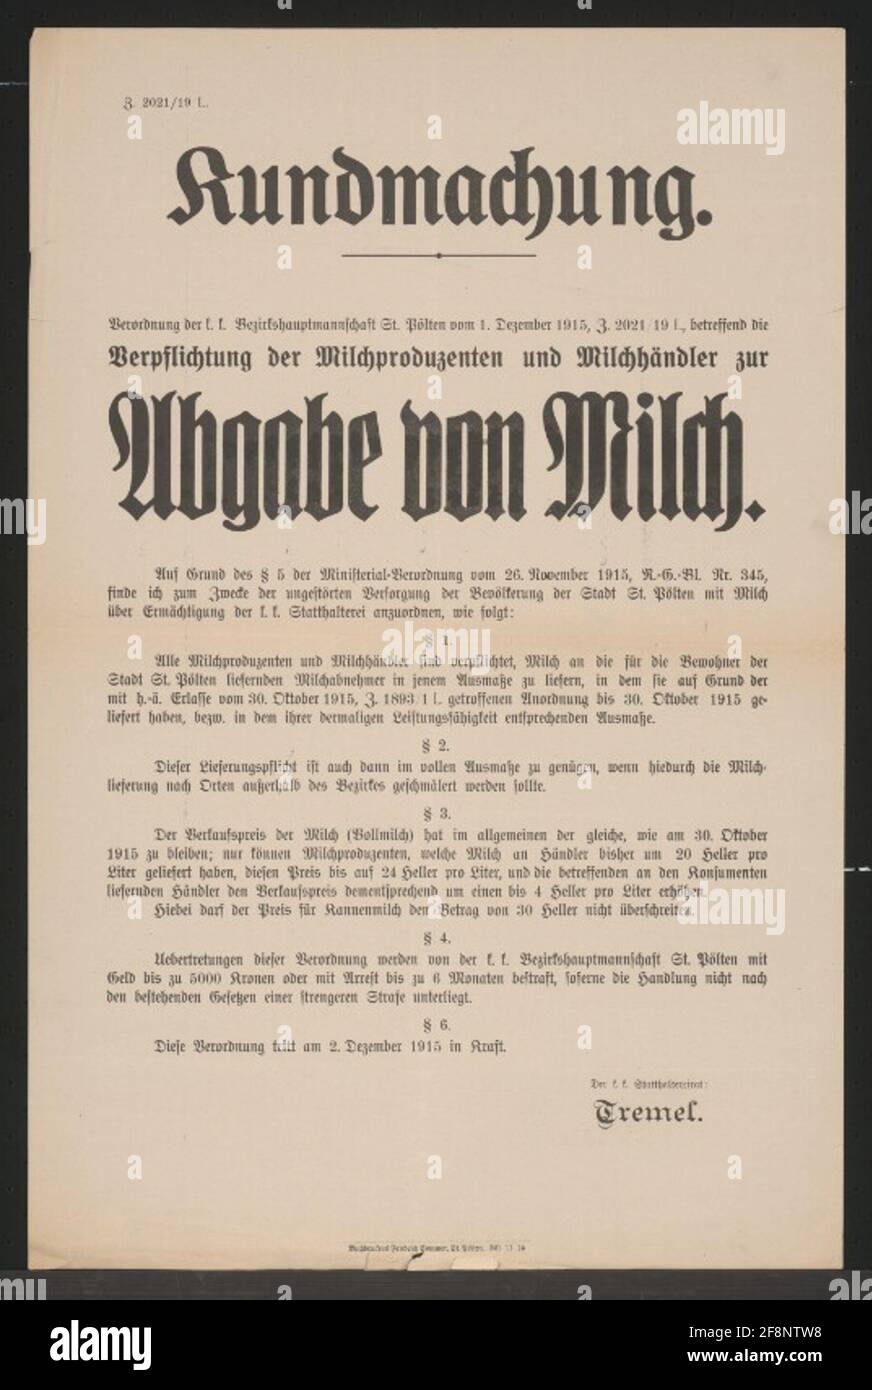 Z. 2021/19 L.
Kundmachung.
Verordnung der k. k. Bezirkshauptmannschaft St. Pölten vom 1. Dezember 1915, Z. 2021/19 L., betreffend die
Verpflichtung der Milchproduzenten und Milchhändler zur
Abgabe von Milch.
Auf Grund des § 5 der Ministerial-Verordnung vom 26. November 1915, R.-G.-Bl. Nr. 345,
finde ich zum Zwecke der ungestörten Versorgung der Bevölkerung der Stadt St. Pölten mit Milch
über Ermächtigung der k. k. Statthalterei anzuordnen, wie folgt:
§ 1.
Alle Milchproduzenten und Milchhändler sind verpflichtet, Milch an die für die Bewohner der
Stadt St. Pölten liefernden Milchabnehmer in jenem Ausmaße zu liefern, in dem sie auf Grund der
mit h.-ä. Erlasse vom 30. Oktober 1915, Z. 1893/1 L. getroffenen Anordnung bis 30. Oktober 1915 ge-
liefert haben, bezw. in dem ihrer dermaligen Leistungsfähigkeit entsprechenden Ausmaße.
§ 2.
Dieser Lieferungspflicht ist auch dann im vollen Ausmaße zu genügen, wenn hiedurch die Milch-
lieferung nach Orten außerhalb des Bezirkes geschmälert werden sollte.
§ 3.
Der Verkaufspreis der Milch (Vollmilch) hat im allgemeinen der gleiche, wie am 30. Oktober
1915 zu bleiben; nur können Milchproduzenten, welche Milch an Händler bisher um 20 Heller pro
Liter geliefert haben, diesen Preis bis auf 24 Heller pro Liter, und die betreffenden an den Konsumenten
liefernden Händler den Verkaufspreis dementsprechend um einen bis 4 Heller pro Liter erhöhen.
Hiebei darf der Preis für Kannenmilch den Betrag von 30 Heller nicht überschreiten.
§ 4.
Uebertretungen dieser Verordnung werden von der k. k. Bezirkshauptmannschaft St. Pölten mit
Geld bis zu 5000 Kronen oder mit Arrest bis zu 6 Monaten bestraft, soferne die Handlung nicht nach
den bestehenden Gesetzen einer strengeren Strafe unterliegt.
§ 6.
Diese Verordnung tritt am 2. Dezember 1915 in Kraft.
Der k. k. Statthaltereirat:
Tremel.
Buchdruckerei St. Pölten.
alamy
Image ID: 2F8NTW8
www.alamy.com